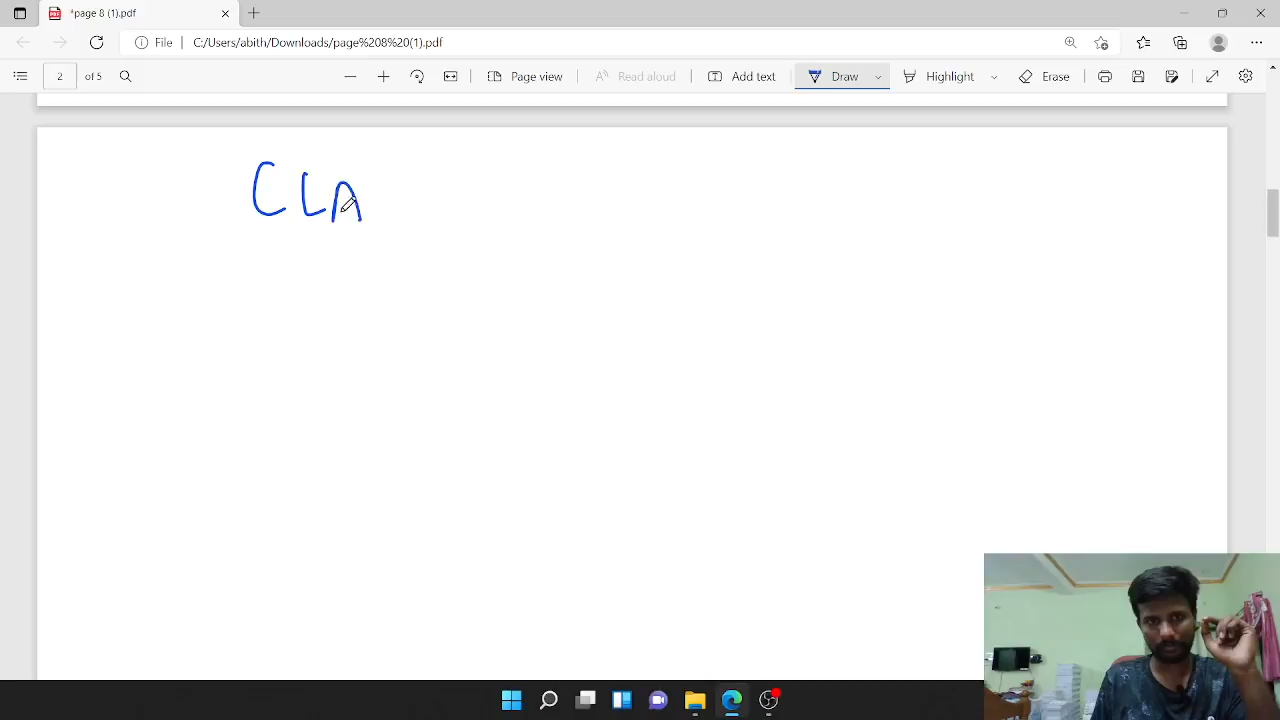 *page 8 (1).pdf
File C:/Users/abith/Downloads/page%208%20(1).pdf
2 of 5 Page view Read aloud Add text Draw Highlight Erase
CLA